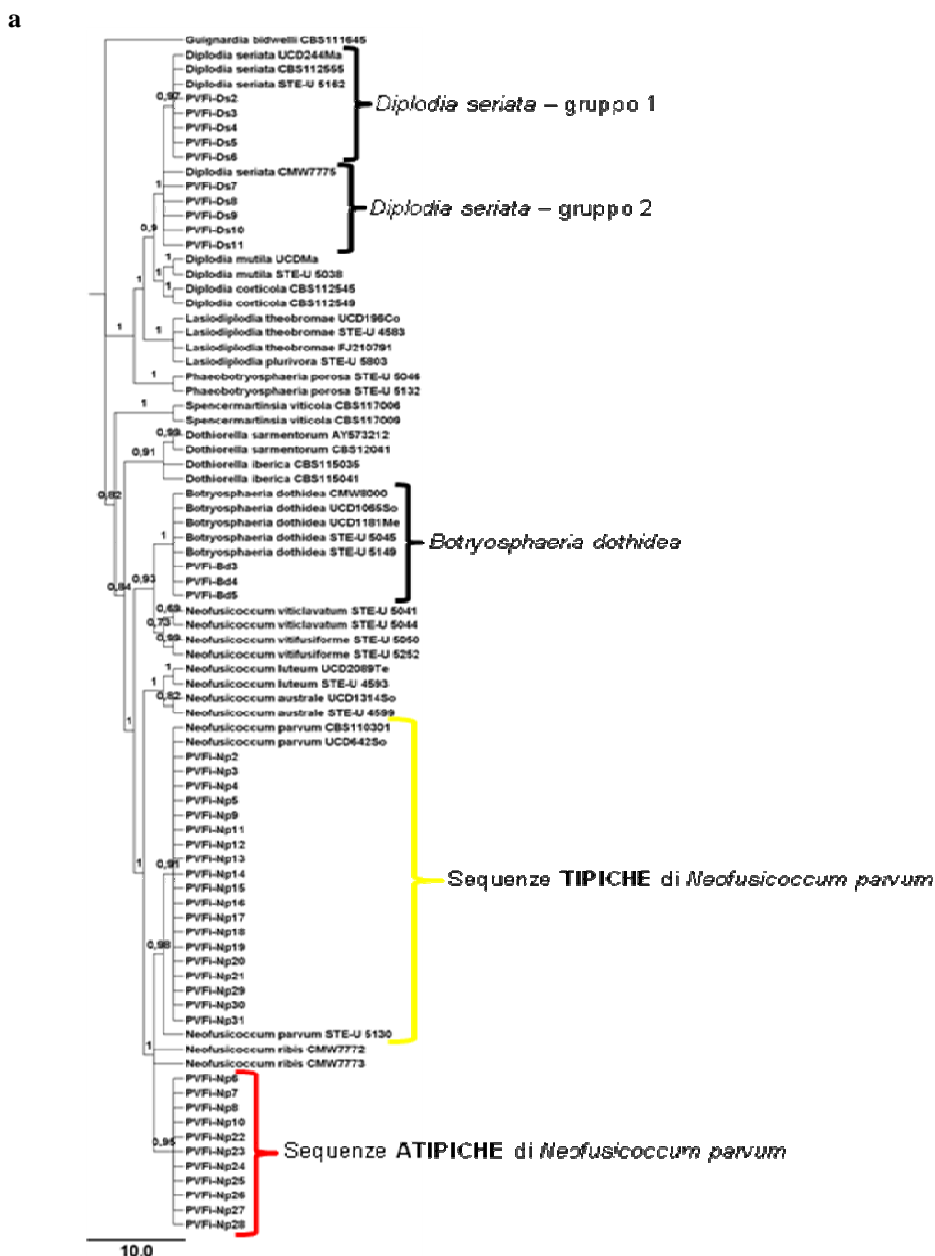 a
Guignardia bidwellii CBS111645
Diplodia seriata UCD244Ma
Diplodia seriata CBS112555
Diplodia seriata STE-U 5162
0,97
PVFi-Ds2
PVFi-Ds3
PVFi-Ds4
PVFi-Ds5
PVFi-Ds6
Diplodia seriata – gruppo 1
Diplodia seriata CMW7775
1
PVFi-Ds7
PVFi-Ds8
PVFi-Ds9
PVFi-Ds10
PVFi-Ds11
Diplodia seriata – gruppo 2
1
0,9
Diplodia mutila UCDMa
1
Diplodia mutila STE-U 5038
1
Diplodia corticola CBS112545
1
Diplodia corticola CBS112549
Lasiodiplodia theobromae UCD195Co
1
1
Lasiodiplodia theobromae STE-U 4583
Lasiodiplodia theobromae FJ210791
Lasiodiplodia plurivora STE-U 5803
1
Phaeobotryosphaeria porosa STE-U 5046
Phaeobotryosphaeria porosa STE-U 5132
1
Spencermartinsia viticola CBS117006
Spencermartinsia viticola CBS117009
0,99
Dothiorella sarmentorum AY573212
Dothiorella sarmentorum CBS12041
0,91
Dothiorella iberica CBS115035
Dothiorella iberica CBS115041
0,82
Botryosphaeria dothidea CMW8000
Botryosphaeria dothidea UCD1065So
Botryosphaeria dothidea UCD1181Me
1
Botryosphaeria dothidea STE-U 5045
Botryosphaeria dothidea STE-U 5149
PVFi-Bd3
PVFi-Bd4
PVFi-Bd5
Botryosphaeria dothidea
0,84
0,93
0,69
Neofusicoccum viticlavatum STE-U 5041
0,73
Neofusicoccum viticlavatum STE-U 5044
0,99
Neofusicoccum vitifusiforme STE-U 5050
Neofusicoccum vitifusiforme STE-U 5252
1
Neofusicoccum luteum UCD2089Te
1
Neofusicoccum luteum STE-U 4593
0,82
Neofusicoccum australe UCD1314So
Neofusicoccum australe STE-U 4599
1
Neofusicoccum parvum CBS110301
Neofusicoccum parvum UCD642So
PVFi-Np2
PVFi-Np3
PVFi-Np4
PVFi-Np5
PVFi-Np9
PVFi-Np11
PVFi-Np12
PVFi-Np13
1
0,91
PVFi-Np14
PVFi-Np15
PVFi-Np16
PVFi-Np17
PVFi-Np18
PVFi-Np19
0,98
PVFi-Np20
PVFi-Np21
PVFi-Np29
PVFi-Np30
PVFi-Np31
Neofusicoccum parvum STE-U 5130
Sequenze TIPICHE di Neofusicoccum parvum
1
Neofusicoccum ribis CMW7772
Neofusicoccum ribis CMW7773
PVFi-Np6
PVFi-Np7
PVFi-Np8
PVFi-Np10
PVFi-Np22
0,95
PVFi-Np23
PVFi-Np24
PVFi-Np25
PVFi-Np26
PVFi-Np27
PVFi-Np28
Sequenze ATIPICHE di Neofusicoccum parvum
10.0